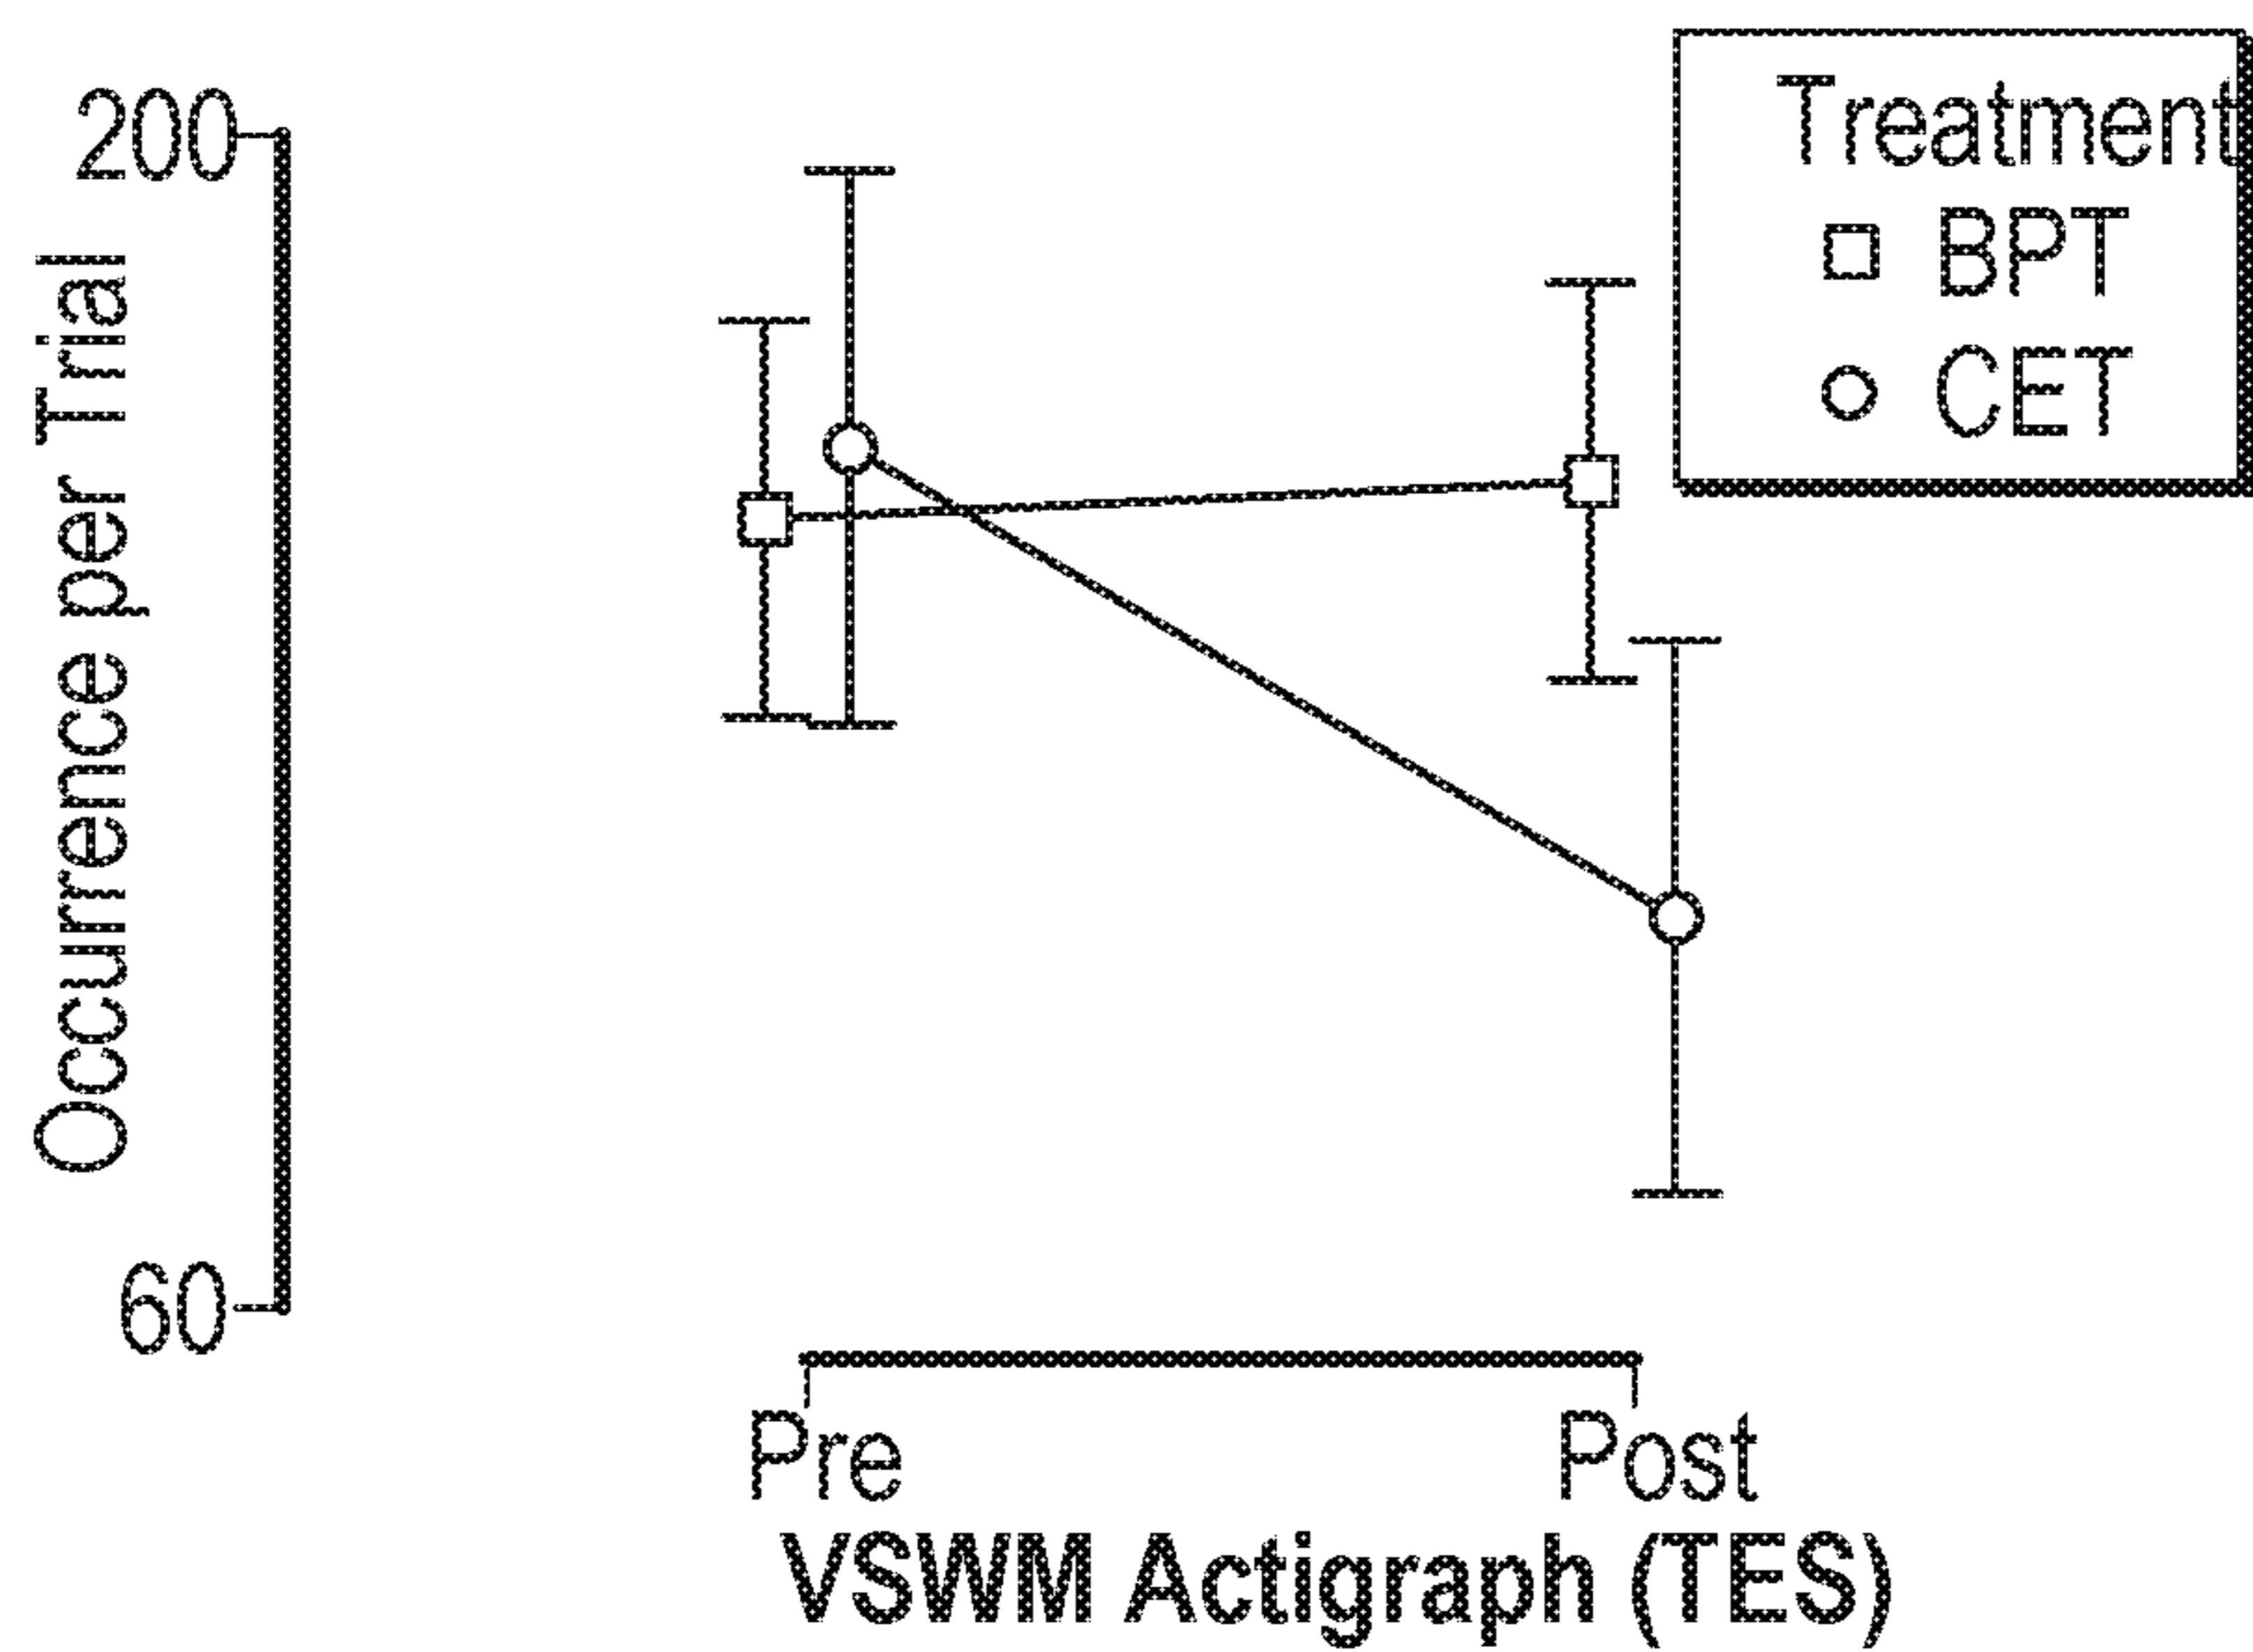 200
Occurrence per Trial
60
Treatment
BPT
CET
Pre
Post
VSWM Actigraph (TES)